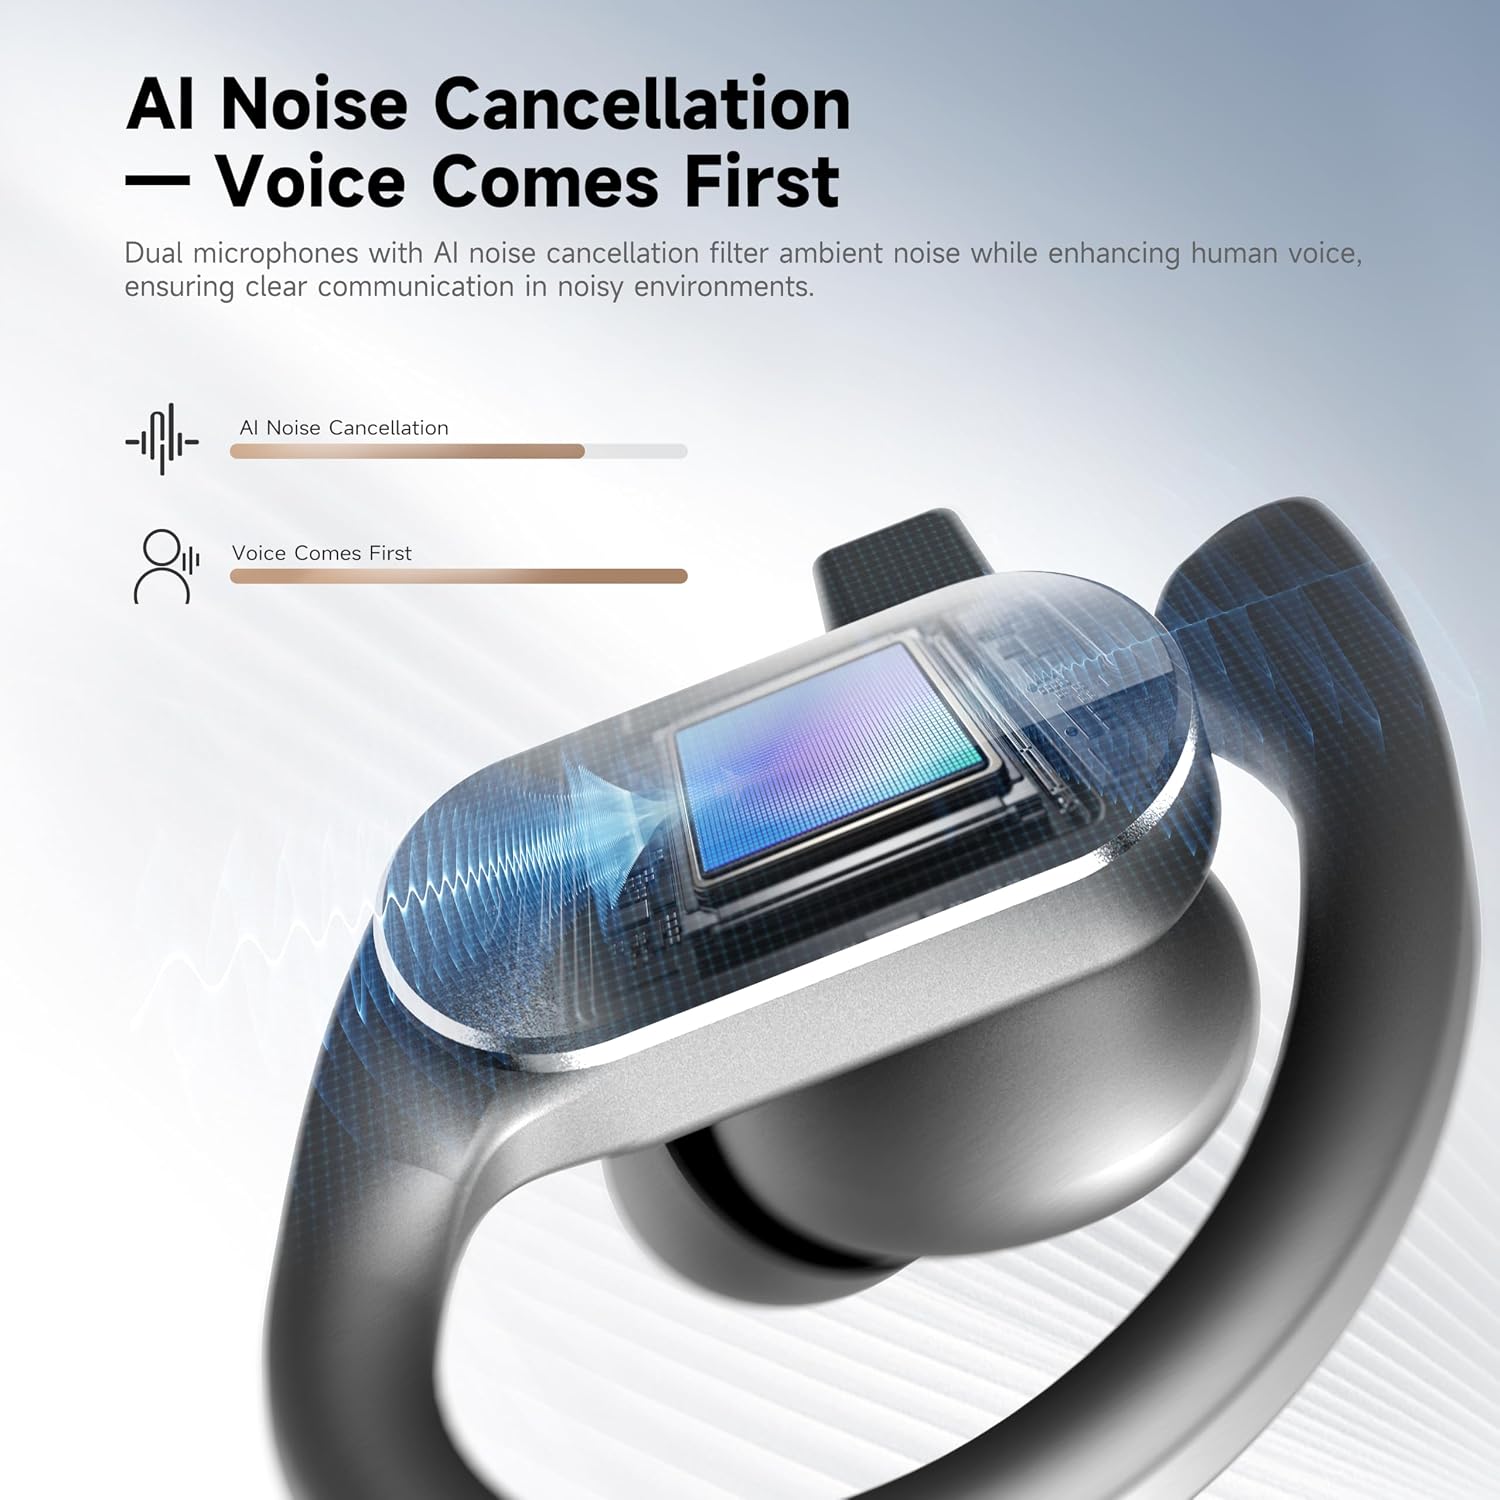 AI Noise Cancellation
— Voice Comes First
Dual microphones with AI noise cancellation filter ambient noise while enhancing human voice,
ensuring clear communication in noisy environments.
AI Noise Cancellation
Voice Comes First